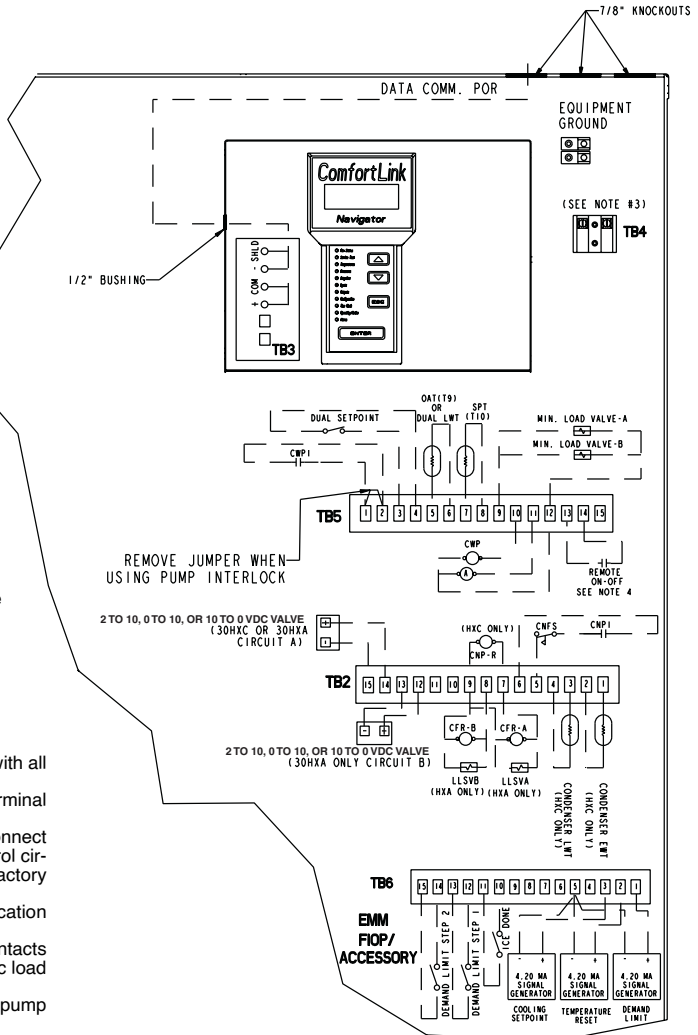 7/8" KNOCKOUTS
DATA COMM. POR
EQUIPMENT
GROUND
ComfortLink
Navigator
(SEE NOTE #3)
TB4
1/2" BUSHING
+ COM - SHLD
ENTER
TB3
OAT(T9)
OR
DUAL LWT
SPT
(T10)
DUAL SETPOINT
MIN. LOAD VALVE-A
MIN. LOAD VALVE-B
CWP1
TB5
1 2 3 4 5 6 7 8 9 10 11 12 13 14 15
REMOVE JUMPER WHEN
USING PUMP INTERLOCK
CWP
A
REMOTE
ON-OFF
SEE NOTE 4
2 TO 10, 0 TO 10, OR 10 TO 0 VDC VALVE
(30HXC OR 30HXA
CIRCUIT A)
+
-
(HXC ONLY)
CNP-R
CNFS
CNP1
TB2
15 14 13 12 11 10 9 8 7 6 5 4 3 2 1
- +
2 TO 10, 0 TO 10, OR 10 TO 0 VDC VALVE
(30HXA ONLY CIRCUIT B)
CFR-B
CFR-A
LLSVB
(HXA ONLY)
LLSVA
(HXA ONLY)
CONDENSER LWT
(HXC ONLY)
CONDENSER EWT
(HXC ONLY)
with all
rminal
onnect
rol cir-
actory
cation
ntacts
c load
pump
TB6
15 14 13 12 11 10 9 8 7 6 5 4 3 2 1
EMM
FIOP/
ACCESSORY
DEMAND LIMIT STEP 2
DEMAND LIMIT STEP 1
ICE DONE
- +
4.20 MA
SIGNAL
GENERATOR
COOLING
SETPOINT
- +
4.20 MA
SIGNAL
GENERATOR
TEMPERATURE
RESET
- +
4.20 MA
SIGNAL
GENERATOR
DEMAND
LIMIT